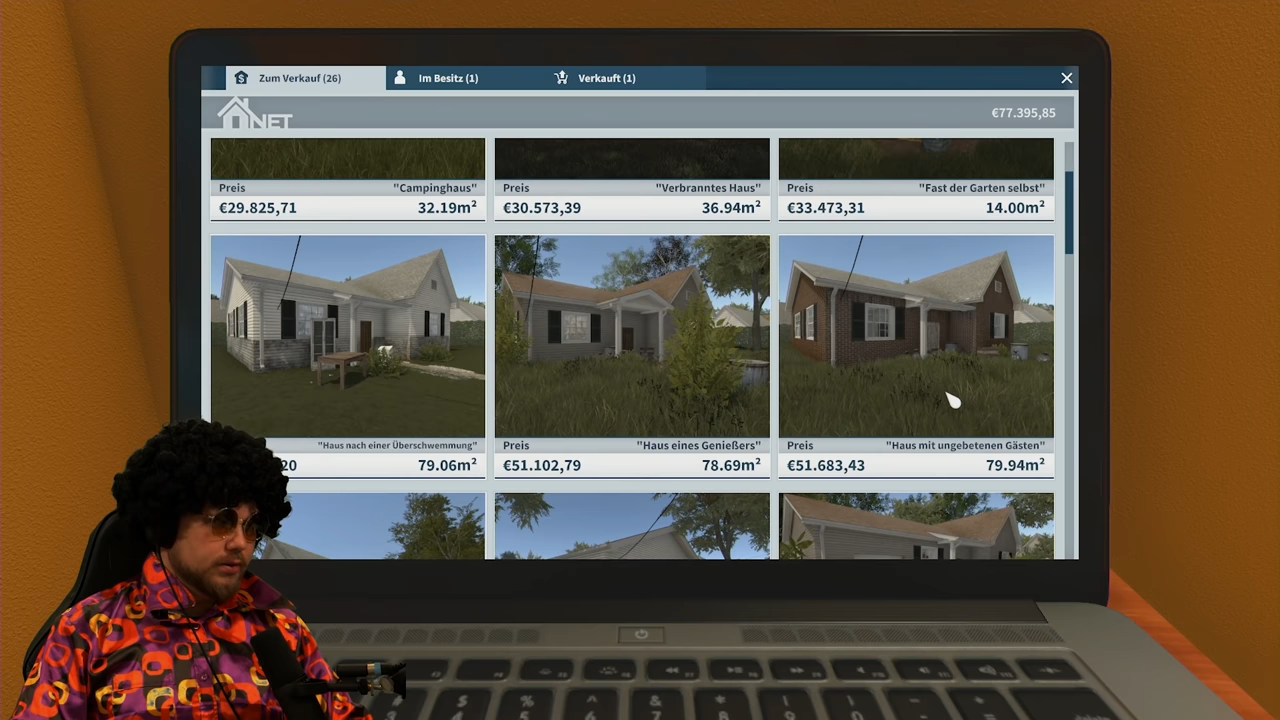 Zum Verkauf (26)
Im Besitz (1)
Verkauft (1)
NET
€77.395,85
Preis "Campinghaus"
€29.825,71 32.19m²
Preis "Verbranntes Haus"
€30.573,39 36.94m²
Preis "Fast der Garten selbst"
€33.473,31 14.00m²
"Haus nach einer Überschwemmung"
20 79.06m²
Preis "Haus eines Genießers"
€51.102,79 78.69m²
Preis "Haus mit ungebetenen Gästen"
€51.683,43 79.94m²